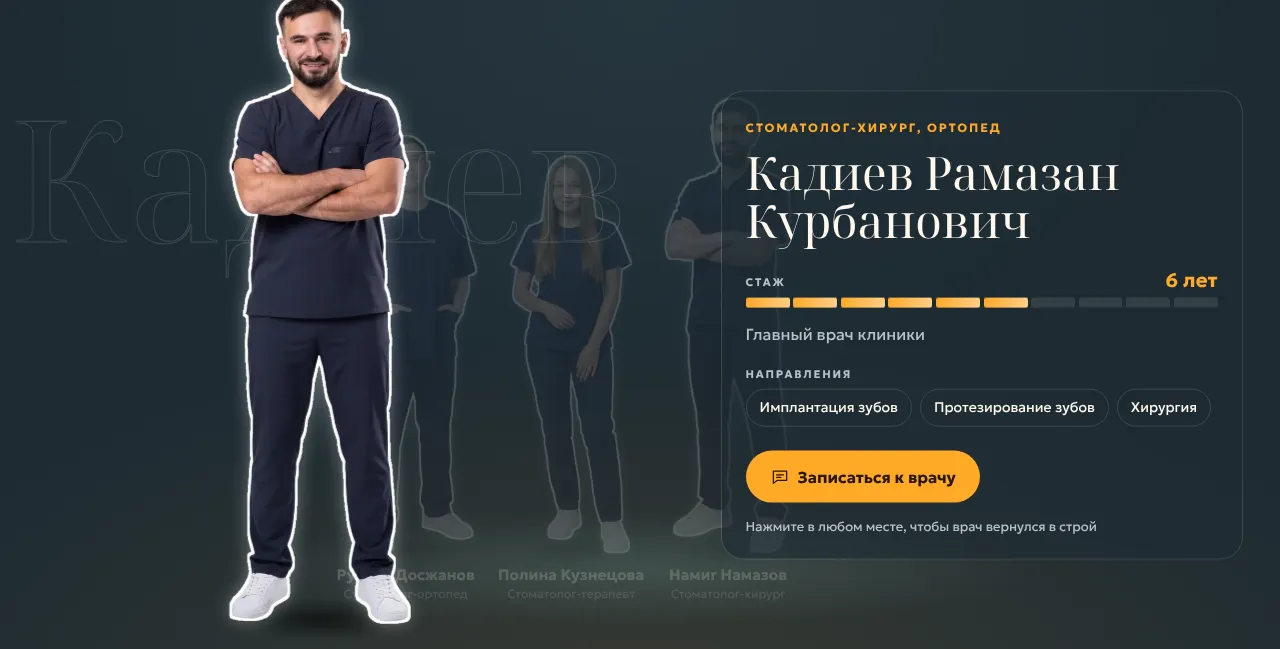 Кадиев
СТОМАТОЛОГ-ХИРУРГ, ОРТОПЕД
Кадиев Рамазан
Курбанович
СТАЖ
6 лет
Главный врач клиники
НАПРАВЛЕНИЯ
Имплантация зубов
Протезирование зубов
Хирургия
Записаться к врачу
Нажмите в любом месте, чтобы врач вернулся в строй
Досжанов
Полина Кузнецова
Намиг Намазов
Стоматолог-терапевт
Стоматолог-хирург